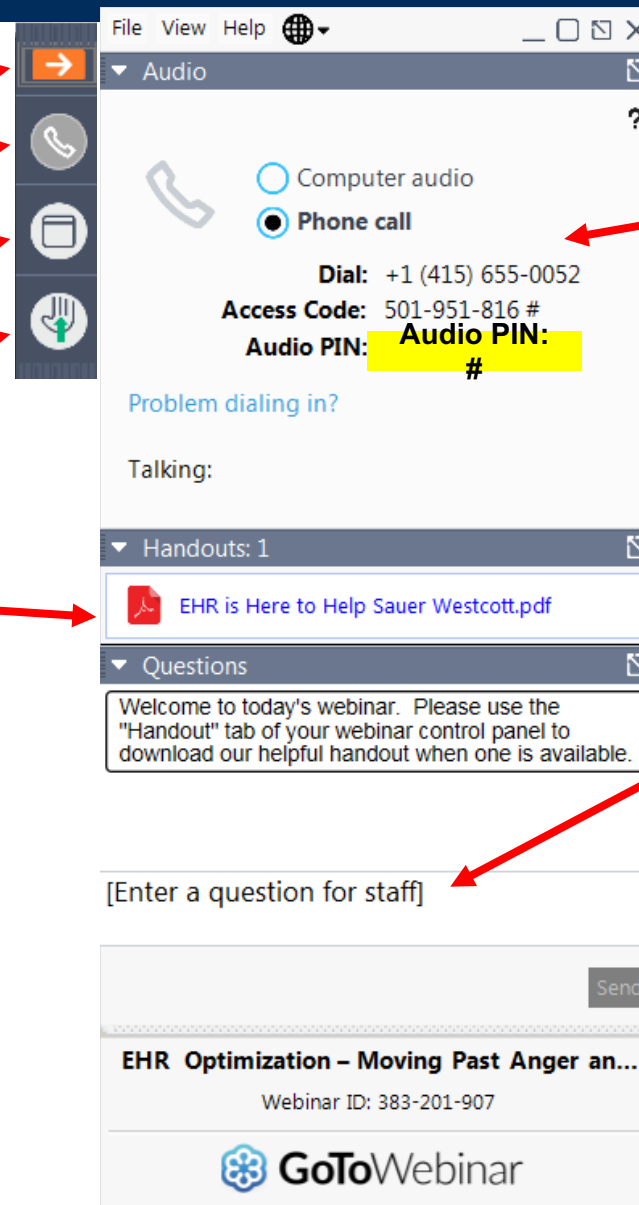 File View Help
Audio
?
Computer audio
Phone call
Dial: +1 (415) 655-0052
Access Code: 501-951-816 #
Audio PIN: Audio PIN:
#
Problem dialing in?
Talking:
Handouts: 1
EHR is Here to Help Sauer Westcott.pdf
Questions
Welcome to today's webinar. Please use the
"Handout" tab of your webinar control panel to
download our helpful handout when one is available.
[Enter a question for staff]
Send
EHR Optimization – Moving Past Anger an...
Webinar ID: 383-201-907
GoToWebinar